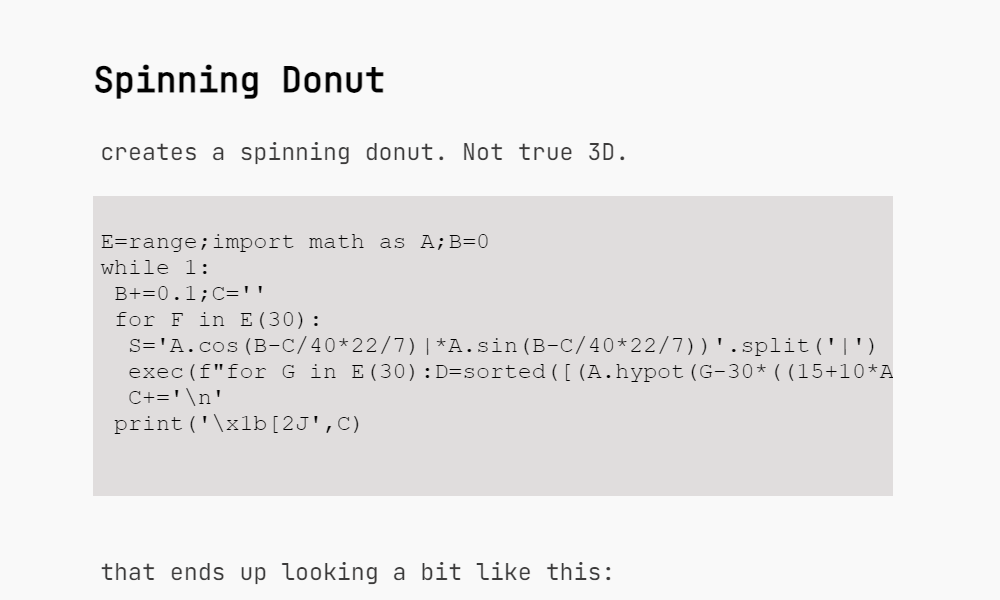 Spinning Donut
creates a spinning donut. Not true 3D.
E=range;import math as A;B=0
while 1:
 B+=0.1;C=''
 for F in E(30):
  S='A.cos(B-C/40*22/7)|*A.sin(B-C/40*22/7))'.split('|')
  exec(f"for G in E(30):D=sorted([(A.hypot(G-30*((15+10*A
  C+='\n'
 print('\x1b[2J',C)
that ends up looking a bit like this: